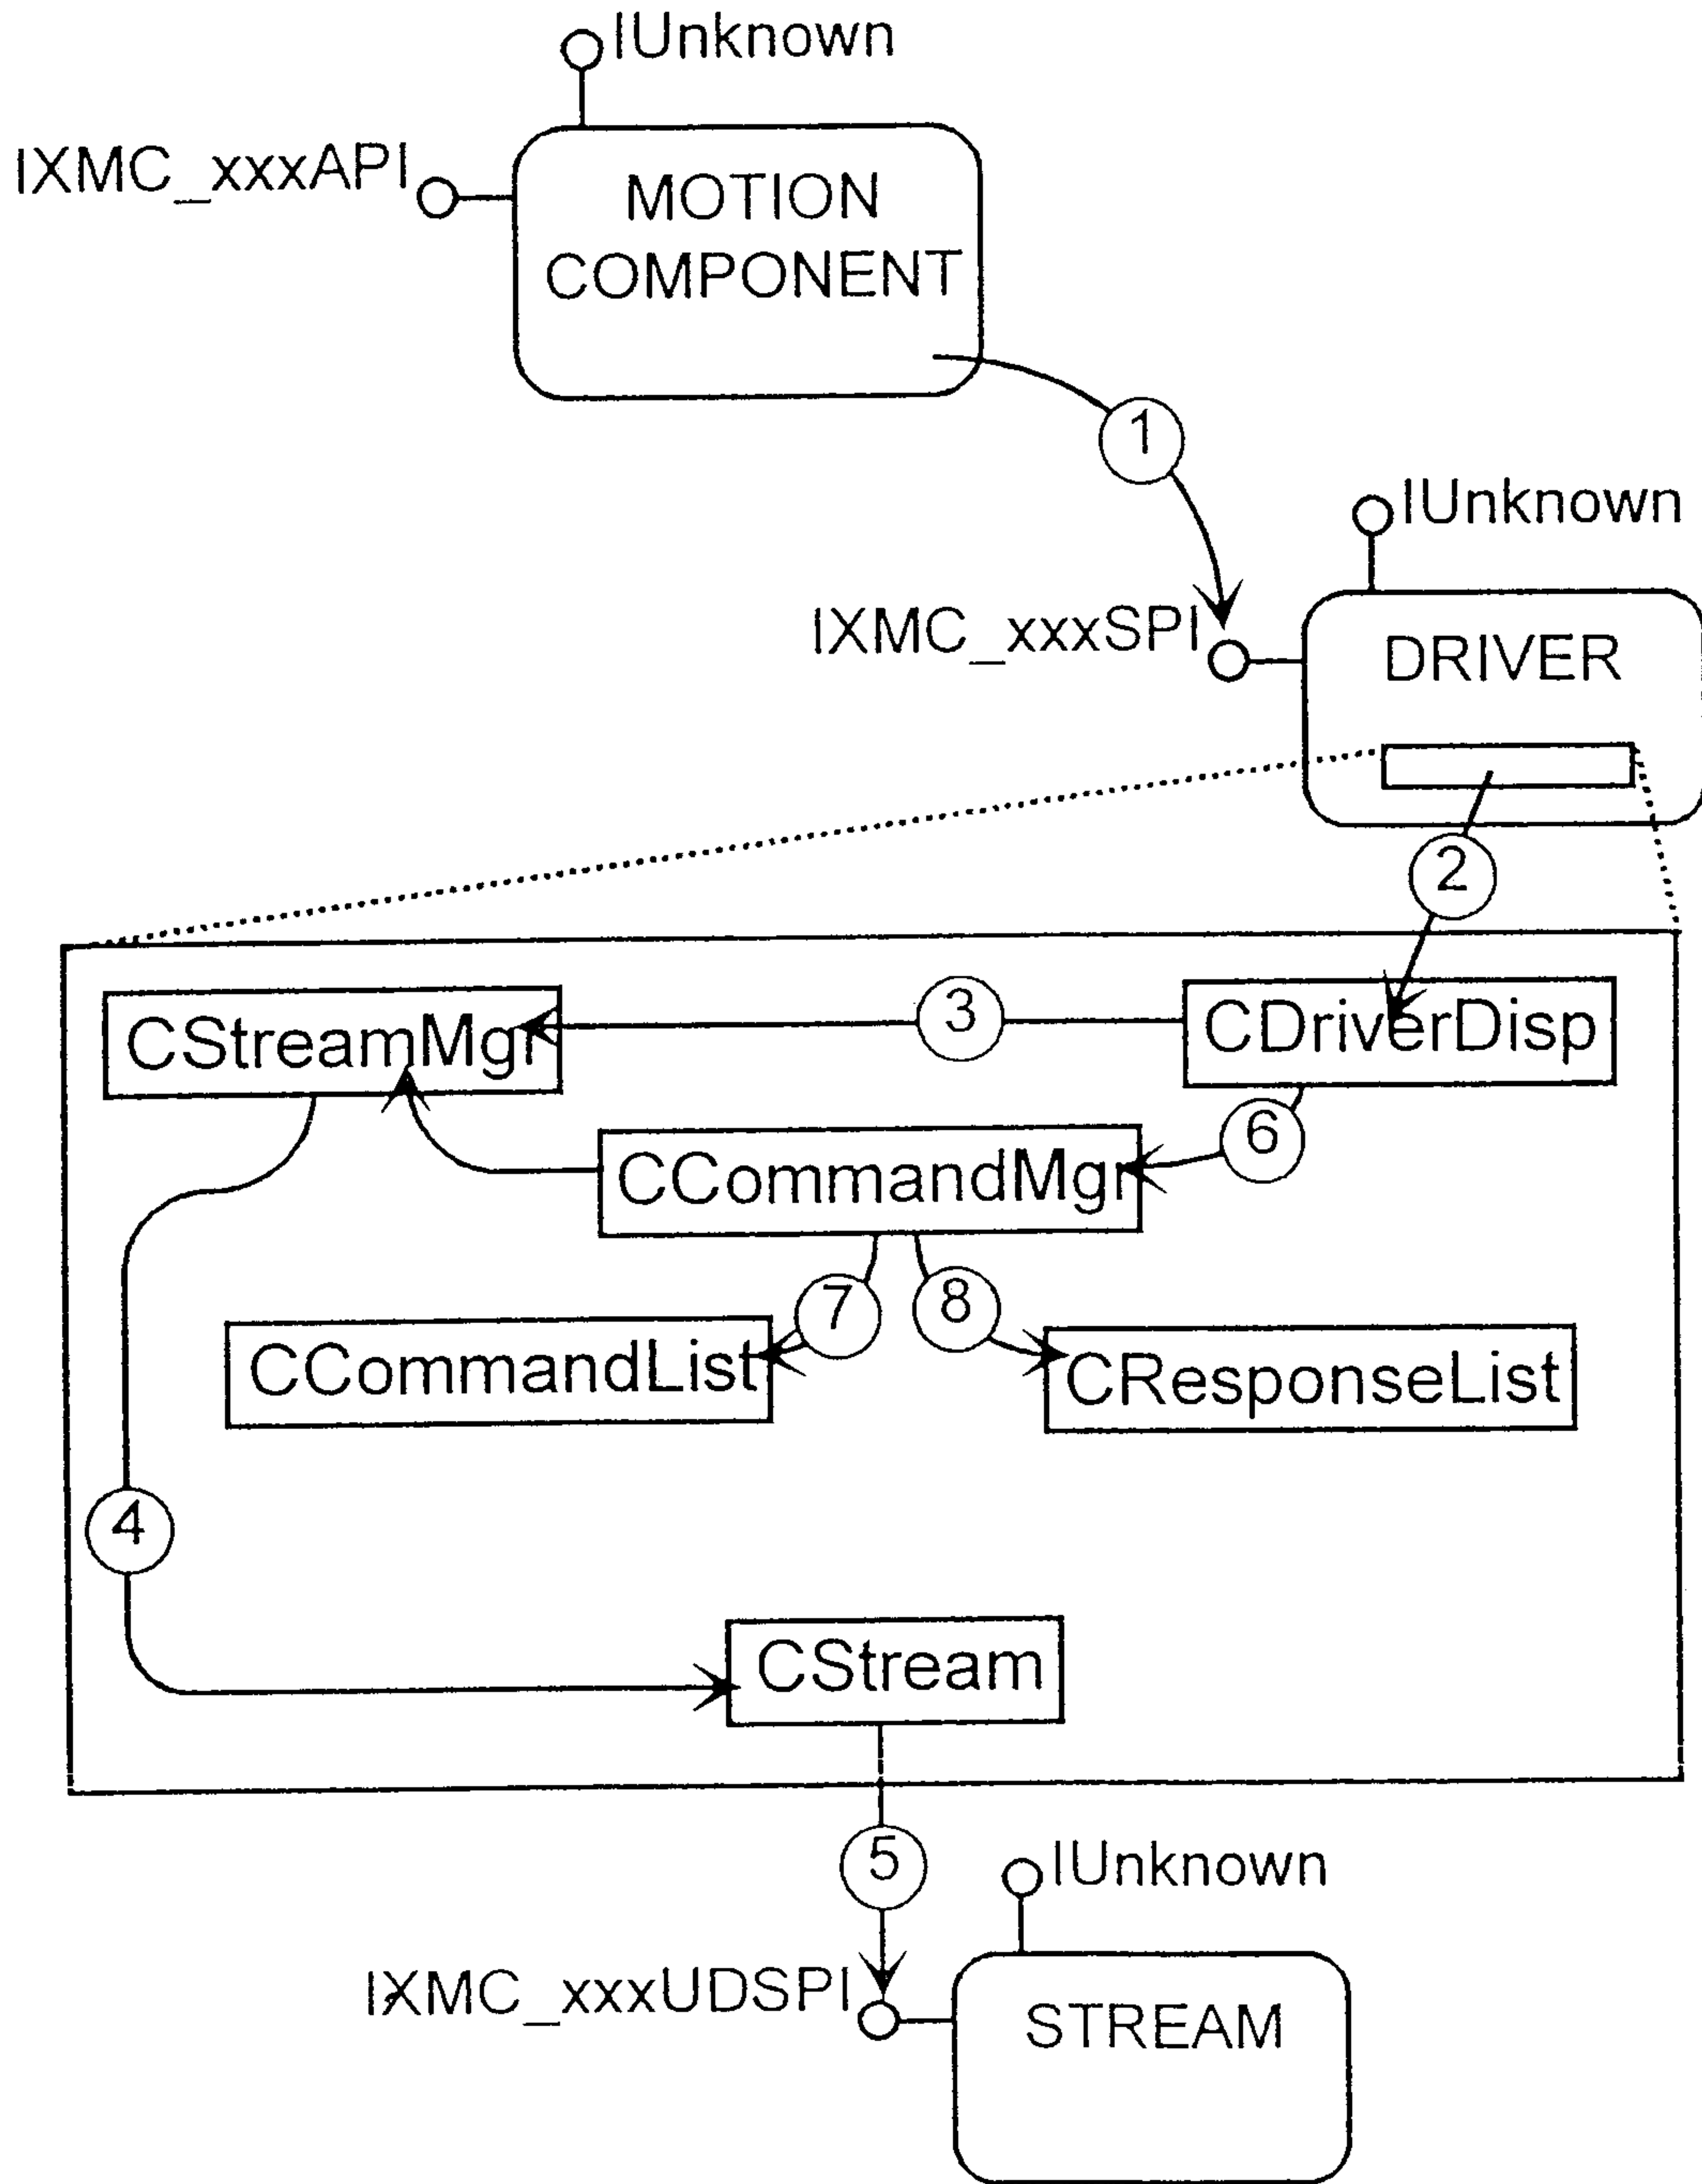 IUnknown
IXMC_xxxAPI
MOTION
COMPONENT
1
IUnknown
IXMC_xxxSPI
DRIVER
2
CStreamMgr
3
CDriverDisp
CCommandMgr
6
7
8
CCommandList
CResponseList
4
CStream
5
IUnknown
IXMC_xxxUDSPI
STREAM